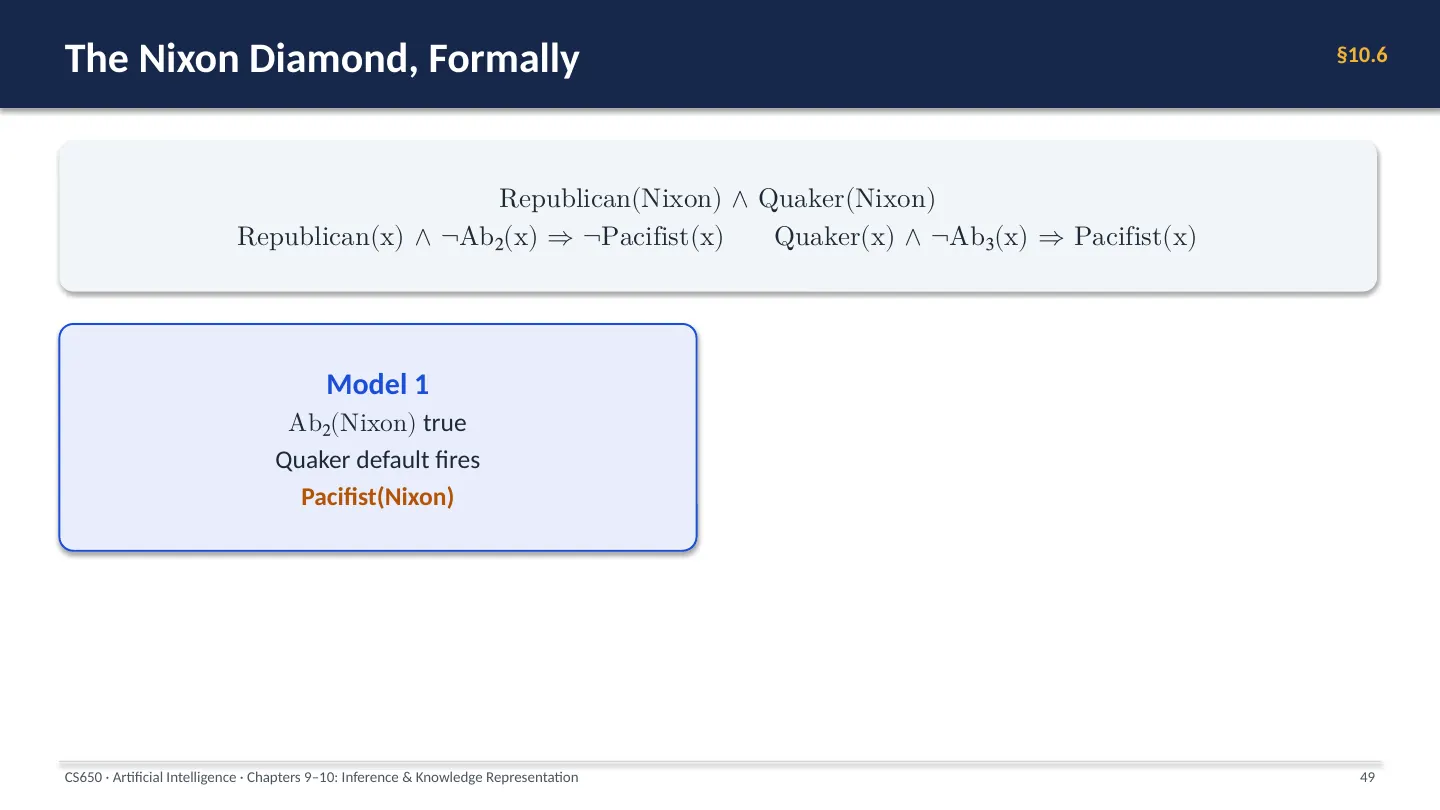 The Nixon Diamond, Formally
§10.6
Republican(Nixon) ∧ Quaker(Nixon)
Republican(x) ∧ ¬Ab₂(x) ⇒ ¬Pacifist(x) Quaker(x) ∧ ¬Ab₃(x) ⇒ Pacifist(x)
Model 1
Ab₂(Nixon) true
Quaker default fires
Pacifist(Nixon)
CS650 · Artificial Intelligence · Chapters 9–10: Inference & Knowledge Representation
49